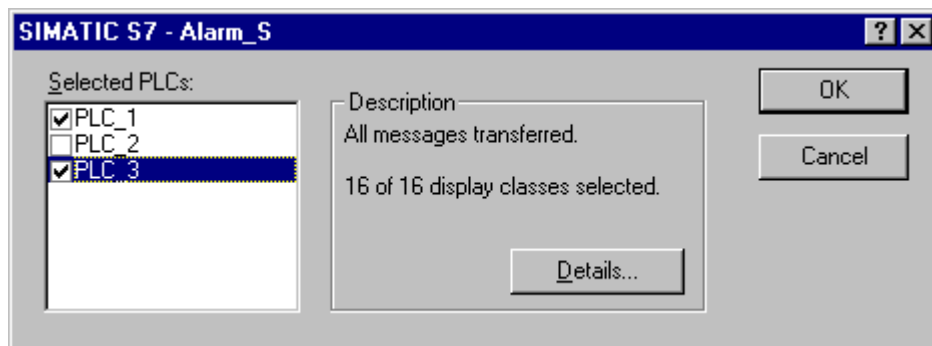 SIMATIC S7 - Alarm_S
Selected PLCs:
PLC_1
PLC_2
PLC_3
Description
All messages transferred.
16 of 16 display classes selected.
Details...
OK
Cancel